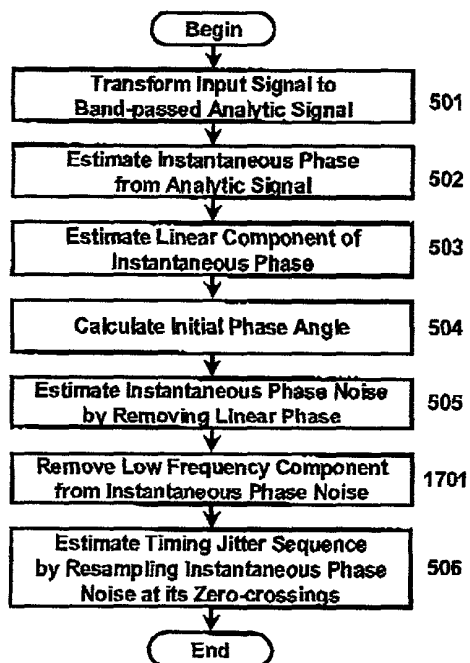 Begin
Transform Input Signal to
Band-passed Analytic Signal
501
Estimate Instantaneous Phase
from Analytic Signal
502
Estimate Linear Component of
Instantaneous Phase
503
Calculate Initial Phase Angle
504
Estimate Instantaneous Phase Noise
by Removing Linear Phase
505
Remove Low Frequency Component
from Instantaneous Phase Noise
1701
Estimate Timing Jitter Sequence
by Resampling Instantaneous Phase
Noise at its Zero-crossings
506
End